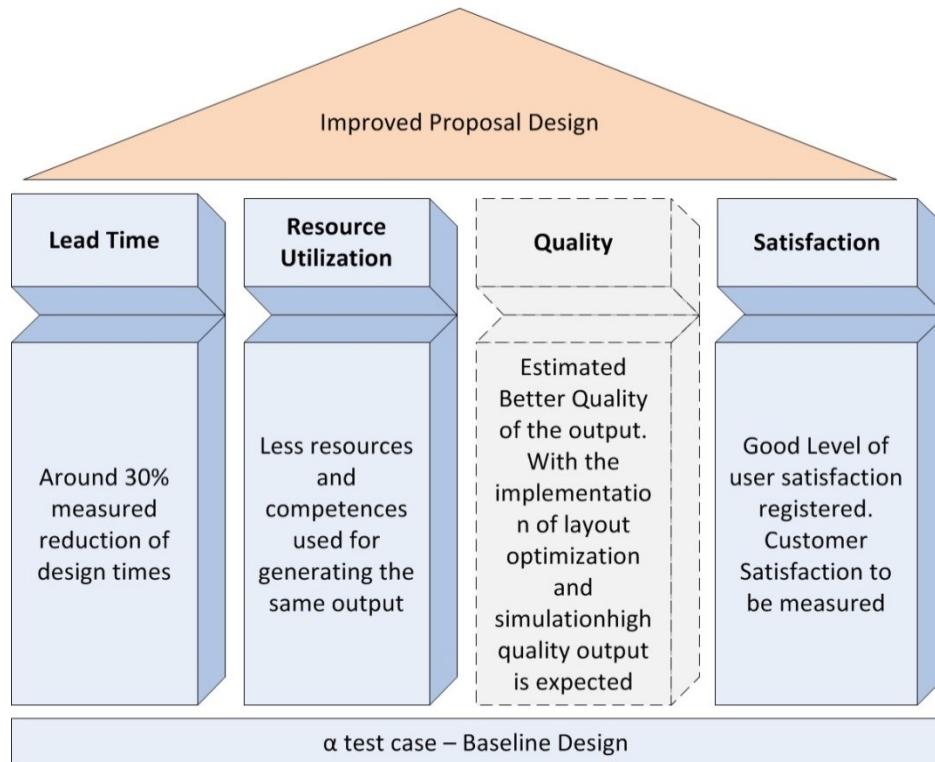 Improved Proposal Design
Lead Time
Resource
Utilization
Quality
Satisfaction
Around 30%
measured
reduction of
design times
Less resources
and
competences
used for
generating the
same output
Estimated
Better Quality
of the output.
With the
implementatio
n of layout
optimization
and
simulationhigh
quality output
is expected
Good Level of
user satisfaction
registered.
Customer
Satisfaction to
be measured
α test case – Baseline Design